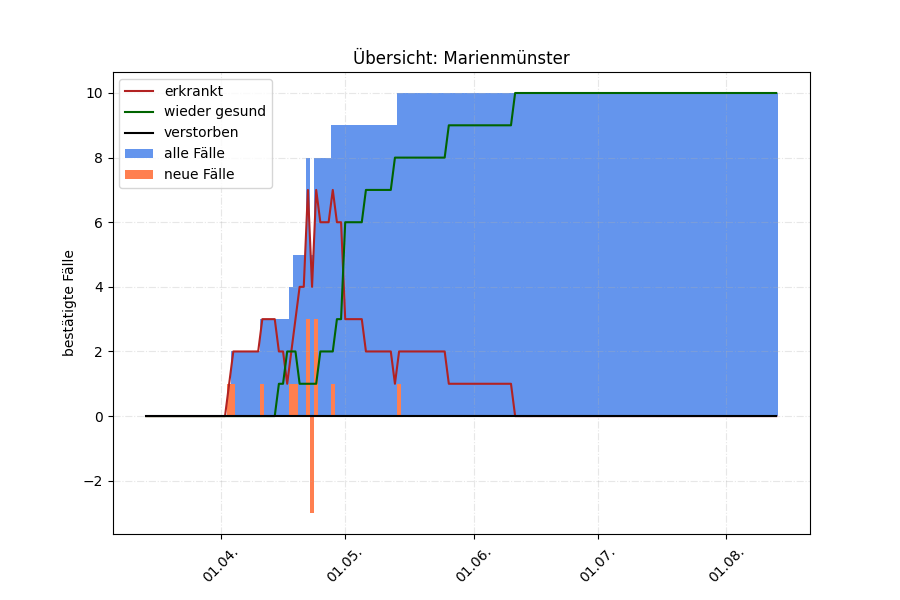 Übersicht: Marienmünster
erkrankt
wieder gesund
verstorben
alle Fälle
neue Fälle
bestätigte Fälle
10
8
6
4
2
0
−2
01.04.
01.05.
01.06.
01.07.
01.08.